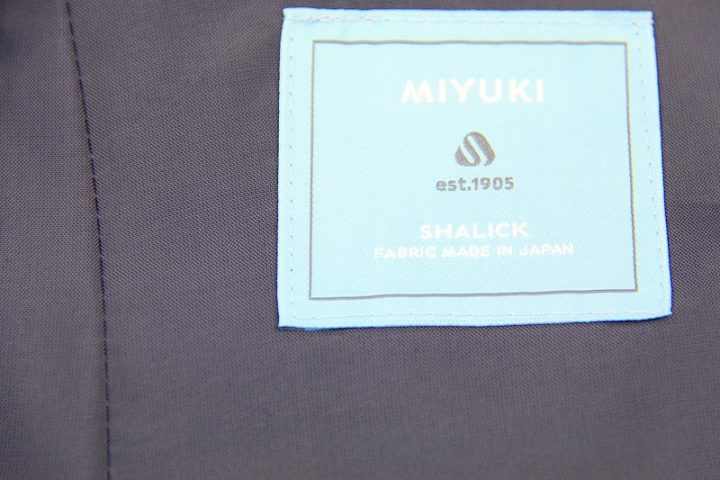 MIYUKI
est.1905
SHALICK
FABRIC MADE IN JAPAN